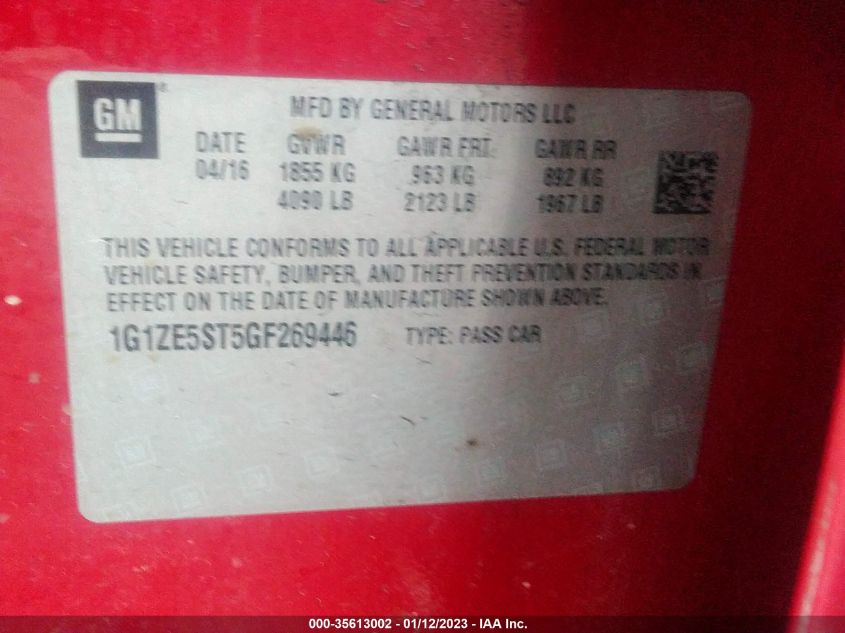 GM
MFD BY GENERAL MOTORS LLC
DATE GVWR GAWR FRT GAWR RR
04/16 1855 KG 963 KG 892 KG
4090 LB 2123 LB 1967 LB
THIS VEHICLE CONFORMS TO ALL APPLICABLE U.S. FEDERAL MOTOR
VEHICLE SAFETY, BUMPER, AND THEFT PREVENTION STANDARDS IN
EFFECT ON THE DATE OF MANUFACTURE SHOWN ABOVE.
1G1ZE5ST5GF269446 TYPE: PASS CAR
000-35613002 - 01/12/2023 - IAA Inc.